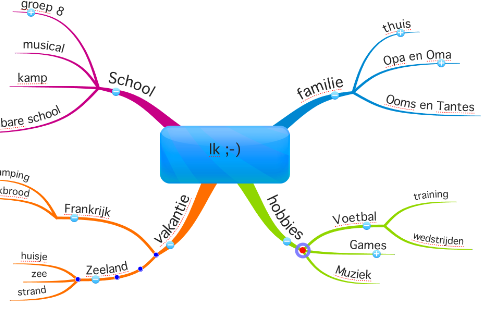 groep 8
musical
kamp
bare school
School
familie
thuis
Opa en Oma
Ooms en Tantes
Ik ;-)
vakantie
Frankrijk
amping
kbrood
Zeeland
huisje
zee
strand
hobbies
Voetbal
training
wedstrijden
Games
Muziek